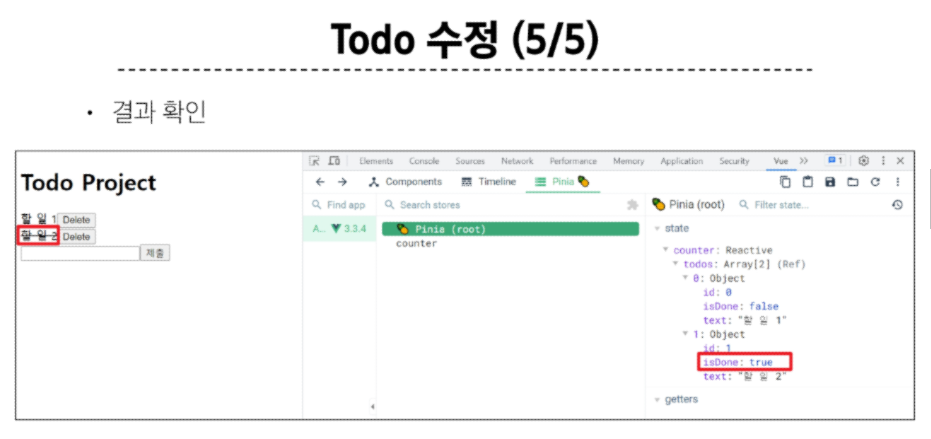 Todo 수정 (5/5)
• 결과 확인
Elements Console Sources Network Performance Memory Application Security Vue 1
Components Timeline Pinia
Find app Search stores Pinia (root) Filter state...
A... 3.3.4 Pinia (root)
counter
state
counter: Reactive
todos: Array[2] (Ref)
0: Object
id: 0
isDone: false
text: "할 일 1"
1: Object
id: 1
isDone: true
text: "할 일 2"
getters
Todo Project
할 일 1 Delete
할 일 2 Delete
제출